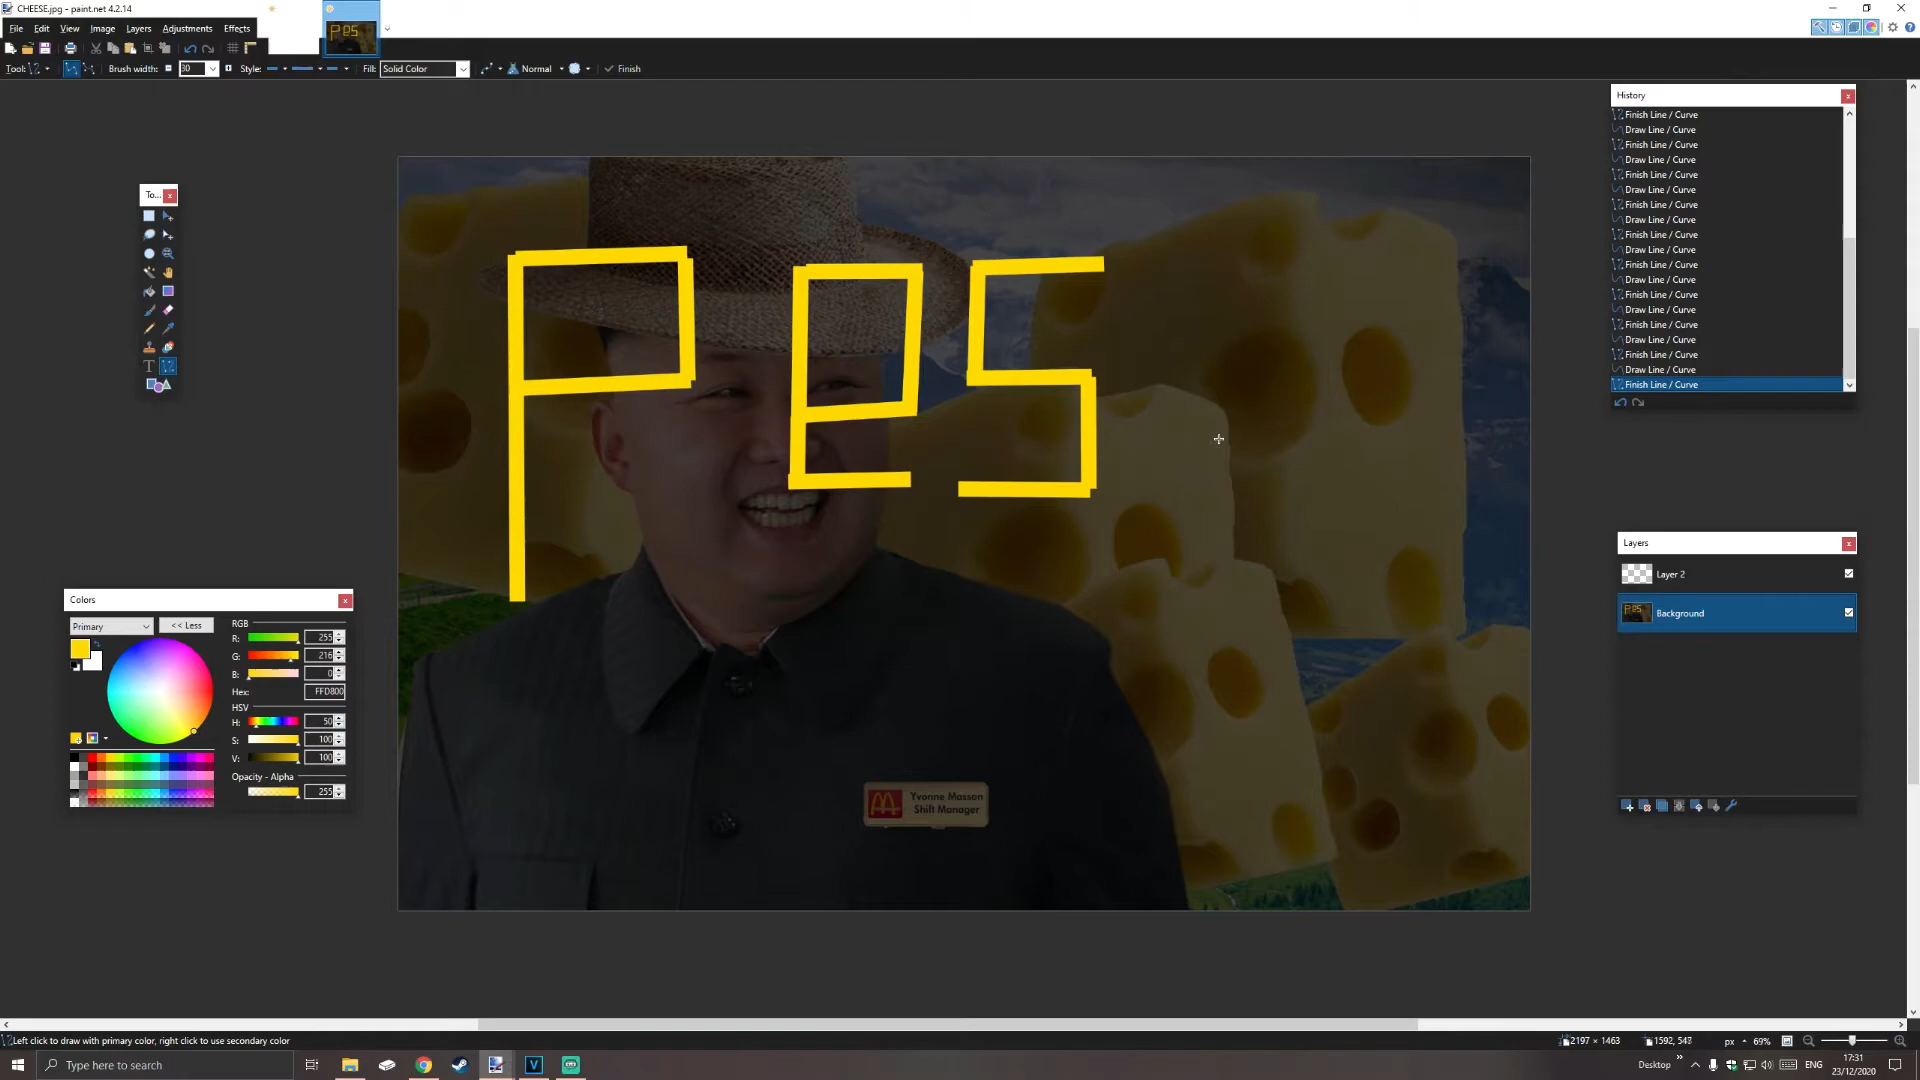 CHEESE.jpg - paint.net 4.2.14
File Edit View Image Layers Adjustments Effects
Tool: Brush width: 30 Style: Fill: Solid Color Normal Finish
History
Finish Line / Curve
Draw Line / Curve
Finish Line / Curve
Draw Line / Curve
Finish Line / Curve
Draw Line / Curve
Finish Line / Curve
Draw Line / Curve
Finish Line / Curve
Draw Line / Curve
Finish Line / Curve
Draw Line / Curve
Finish Line / Curve
Draw Line / Curve
Finish Line / Curve
Draw Line / Curve
Finish Line / Curve
Draw Line / Curve
Finish Line / Curve
To...
Pes
Layers
Layer 2
Background
Colors
Primary << Less
RGB
R: 255
G: 216
B: 0
Hex: FFD800
HSV
H: 50
S: 100
V: 100
Opacity - Alpha
255
Yvonne Masson
Shift Manager
Left click to draw with primary color, right click to use secondary color
2197 × 1463 1592, 547 px 69%
Type here to search
Desktop ENG 17:31
23/12/2020